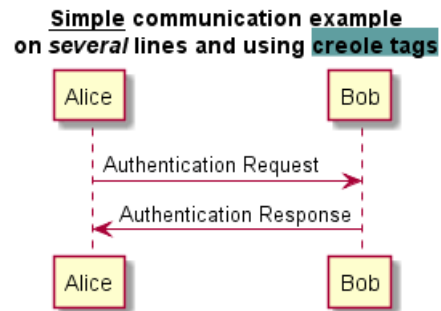 Simple communication example
on several lines and using creole tags
Alice
Bob
Authentication Request
Authentication Response
Alice
Bob